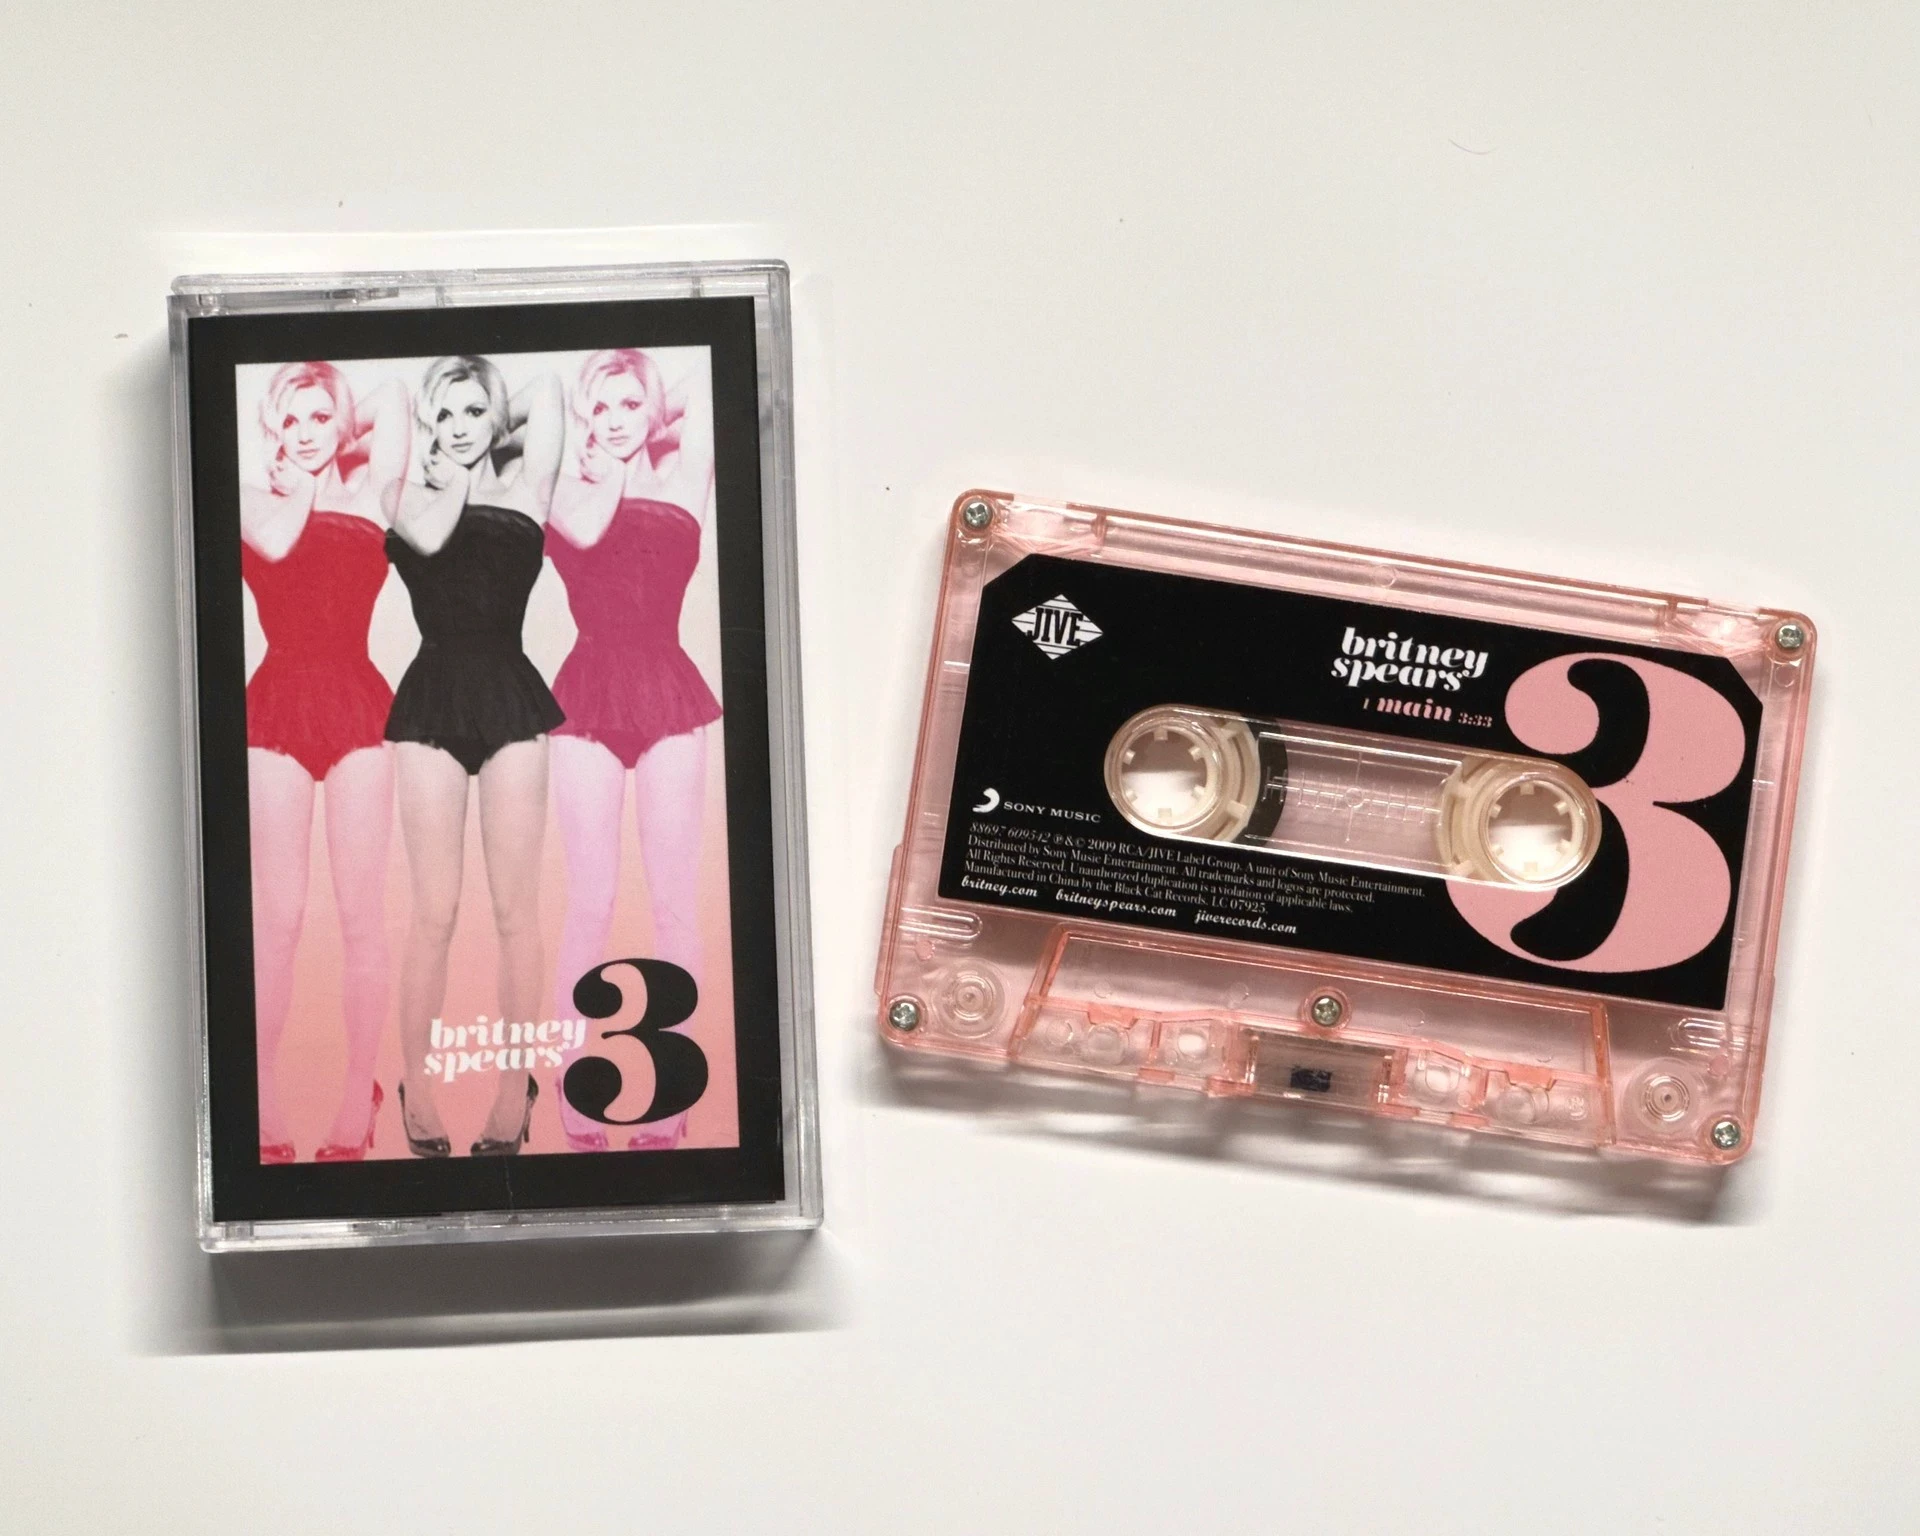 britney
spears
3
JIVE
britney
spears
3
1 main 3:33
SONY MUSIC
88697 609542 ℗&© 2009 RCA/JIVE Label Group. A unit of Sony Music Entertainment.
Distributed by Sony Music Entertainment. All trademarks and logos are protected.
All Rights Reserved. Unauthorized duplication is a violation of applicable laws.
Manufactured in China by the Black Cat Records. LC 07925.
britney.com britneyspears.com jiverecords.com